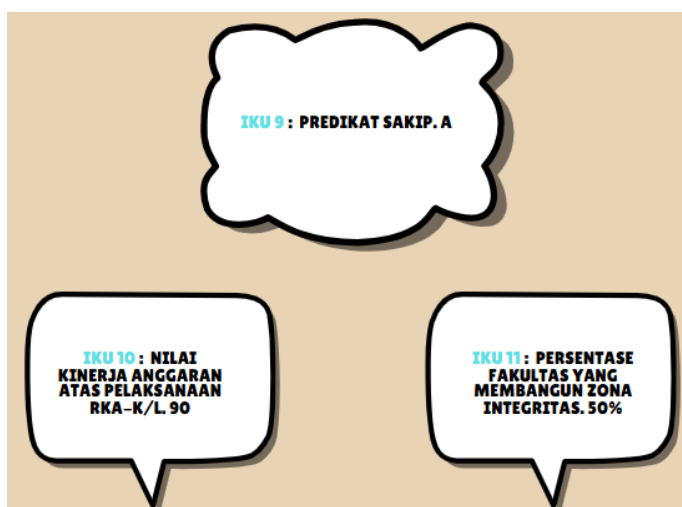 IKU 9 : PREDIKAT SAKIP. A
IKU 10 : NILAI
KINERJA ANGGARAN
ATAS PELAKSANAAN
RKA-K/L. 90
IKU 11 : PERSENTASE
FAKULTAS YANG
MEMBANGUN ZONA
INTEGRITAS. 50%